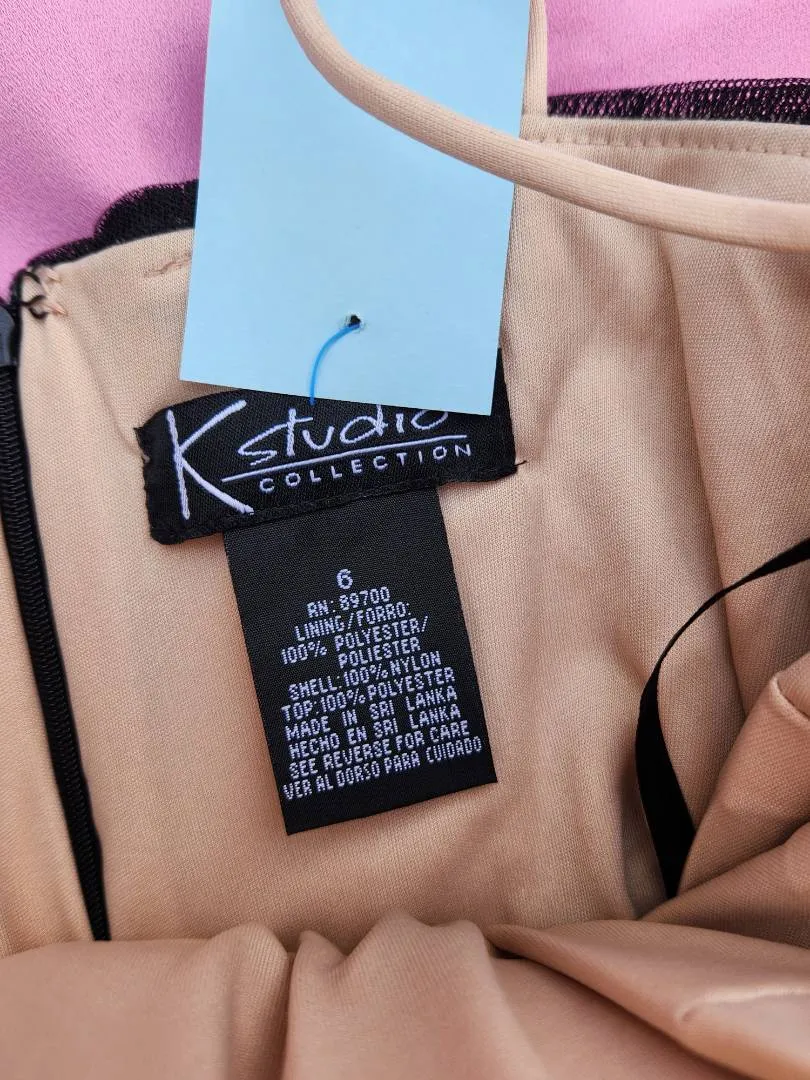 K studio
COLLECTION
6
RN: 89700
LINING/FORRO:
100% POLYESTER/
POLIESTER
SHELL: 100% NYLON
TOP: 100% POLYESTER
MADE IN SRI LANKA
HECHO EN SRI LANKA
SEE REVERSE FOR CARE
VER AL DORSO PARA CUIDADO